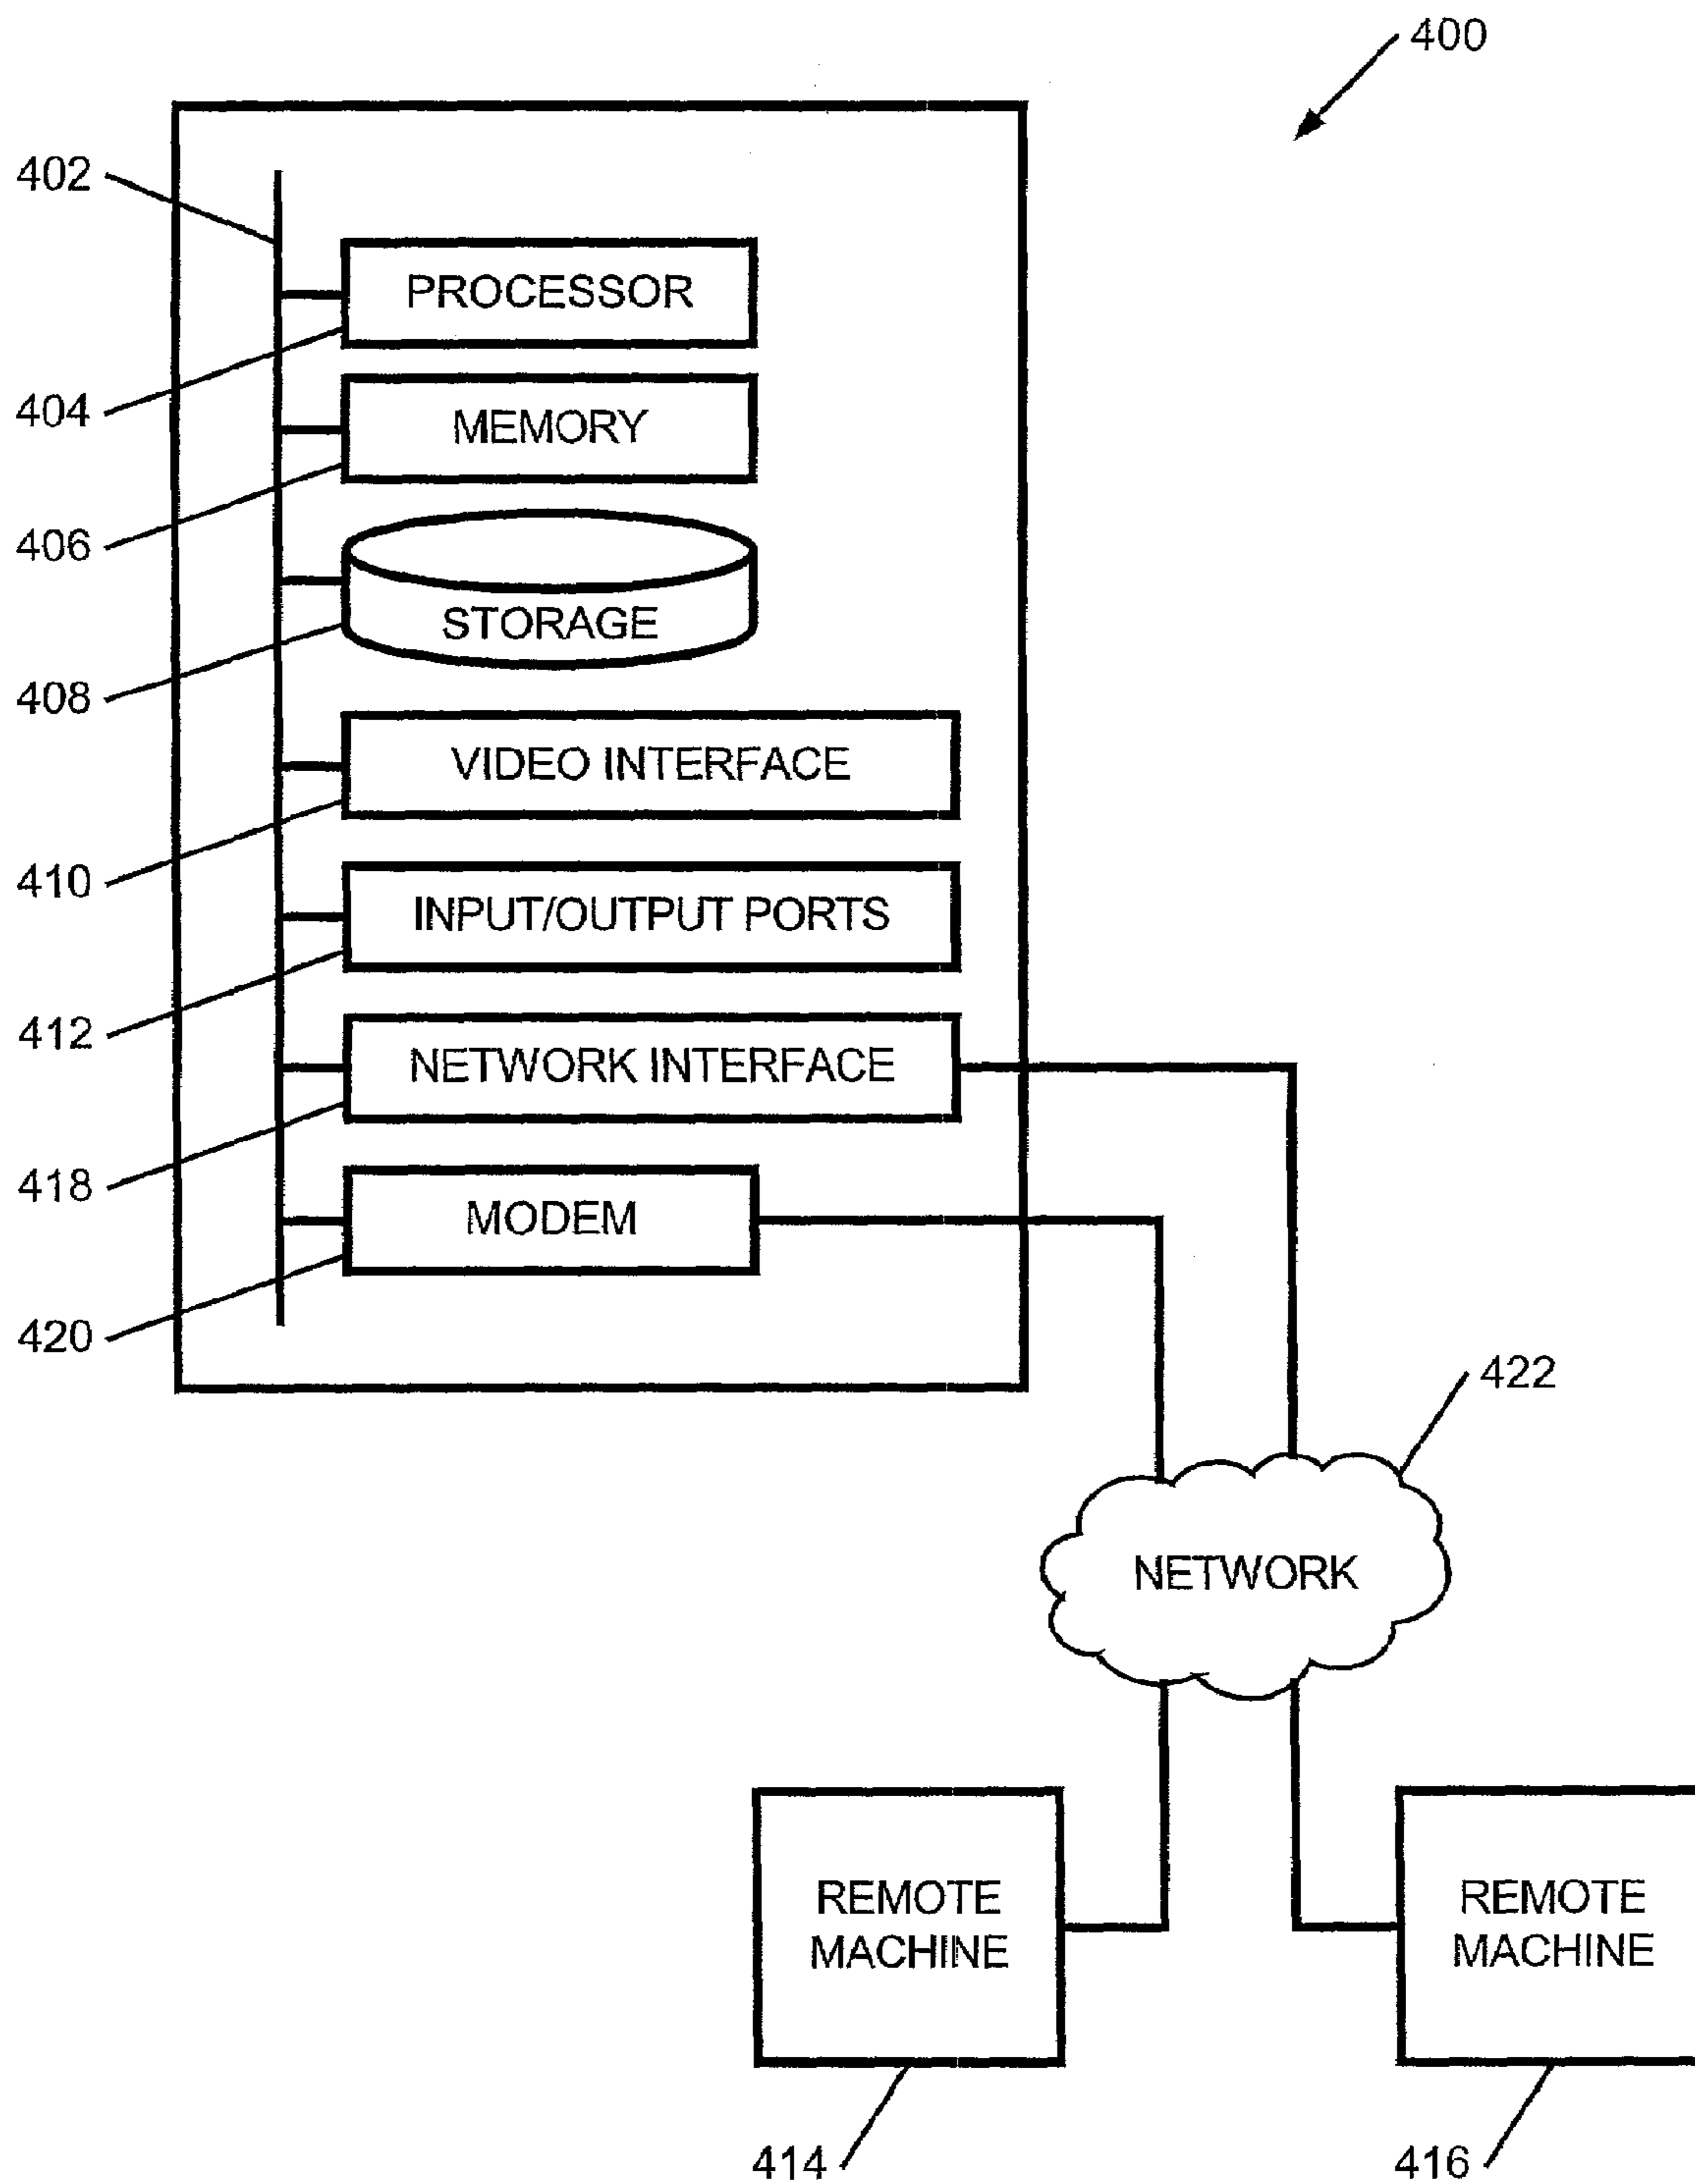 400
402
PROCESSOR
404
MEMORY
406
STORAGE
408
VIDEO INTERFACE
410
INPUT/OUTPUT PORTS
412
NETWORK INTERFACE
418
MODEM
420
422
NETWORK
REMOTE
MACHINE
REMOTE
MACHINE
414
416